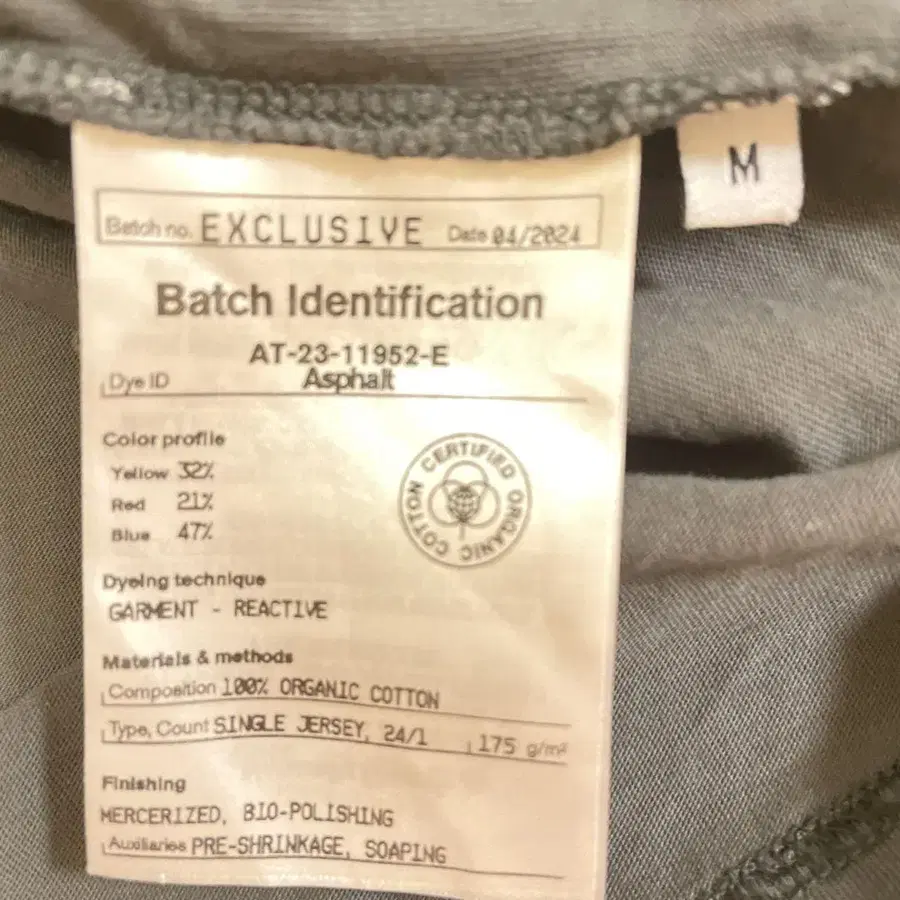 M
Batch no. EXCLUSIVE Date 04/2024
Batch Identification
AT-23-11952-E
Dye ID Asphalt
Color profile
Yellow 32%
Red 21%
Blue 47%
CERTIFIED ORGANIC COTTON
Dyeing technique
GARMENT - REACTIVE
Materials & methods
Composition 100% ORGANIC COTTON
Type, Count SINGLE JERSEY, 24/1 175 g/m²
Finishing
MERCERIZED, BIO-POLISHING
Auxiliaries PRE-SHRINKAGE, SOAPING